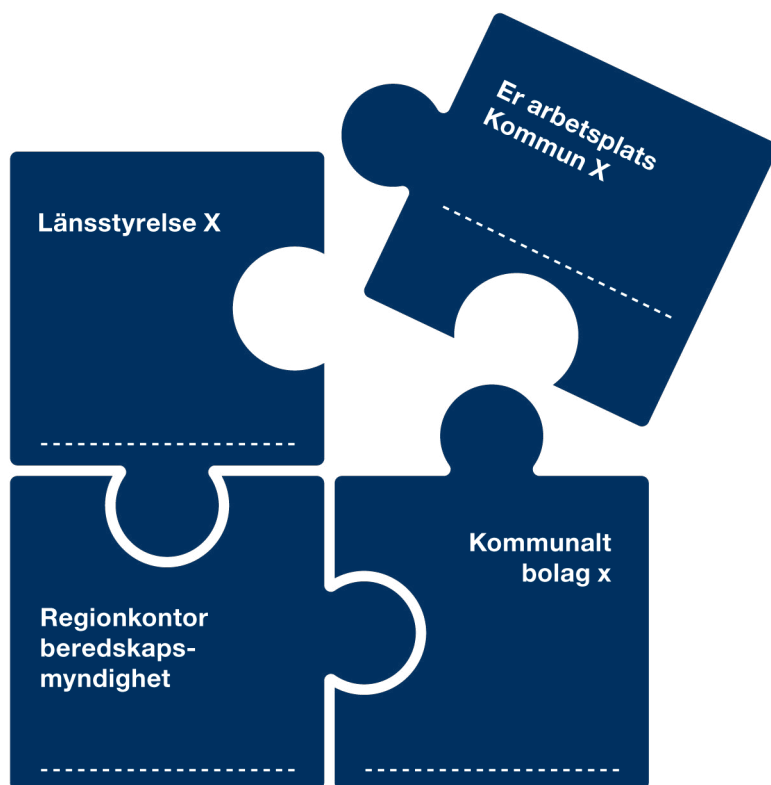 Er arbetsplats
Kommun X
Länsstyrelse X
Kommunalt
bolag x
Regionkontor
beredskaps-
myndighet